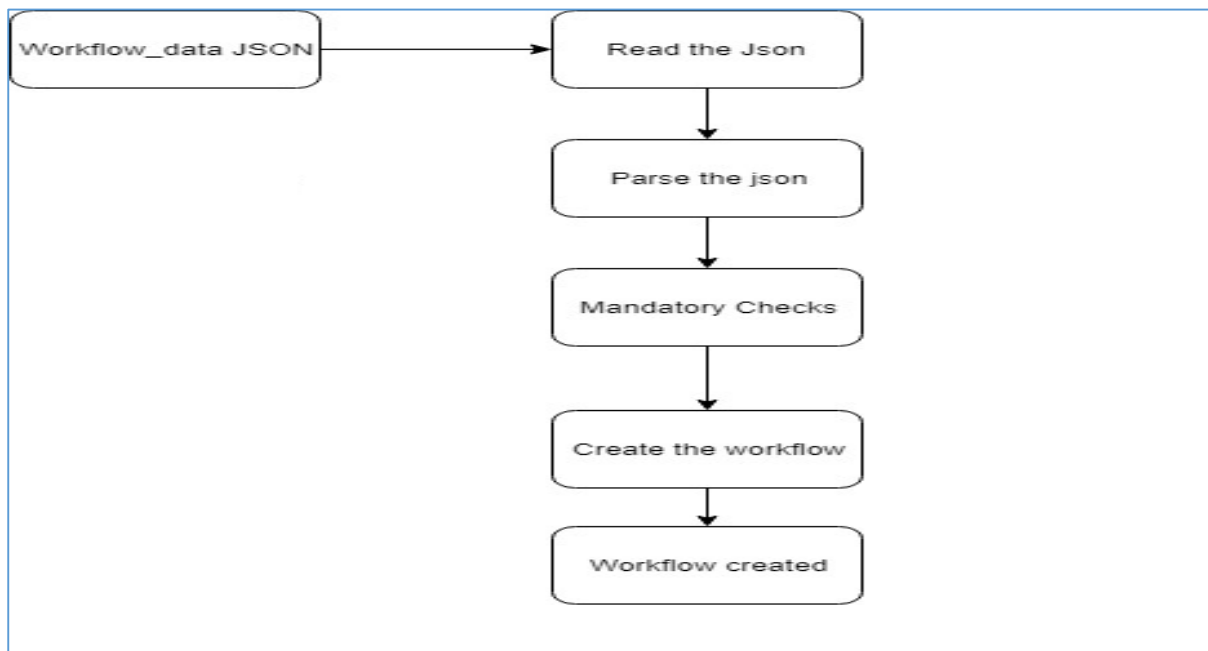 Workflow_data JSON
Read the Json
Parse the json
Mandatory Checks
Create the workflow
Workflow created